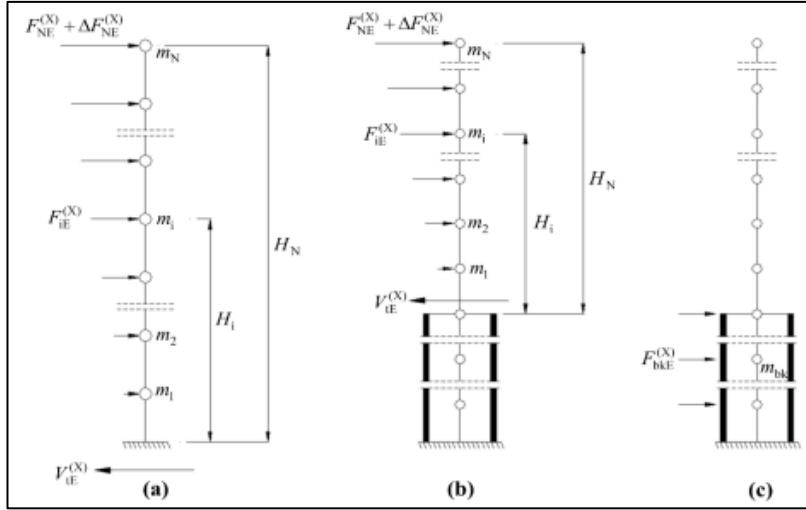 F_NE^(X) + ΔF_NE^(X)
m_N
F_iE^(X)
m_i
H_N
H_i
m_2
m_1
V_tE^(X)
(a)
F_NE^(X) + ΔF_NE^(X)
m_N
F_iE^(X)
m_i
H_N
H_i
m_2
m_1
V_tE^(X)
(b)
F_bkE^(X)
m_bk
(c)